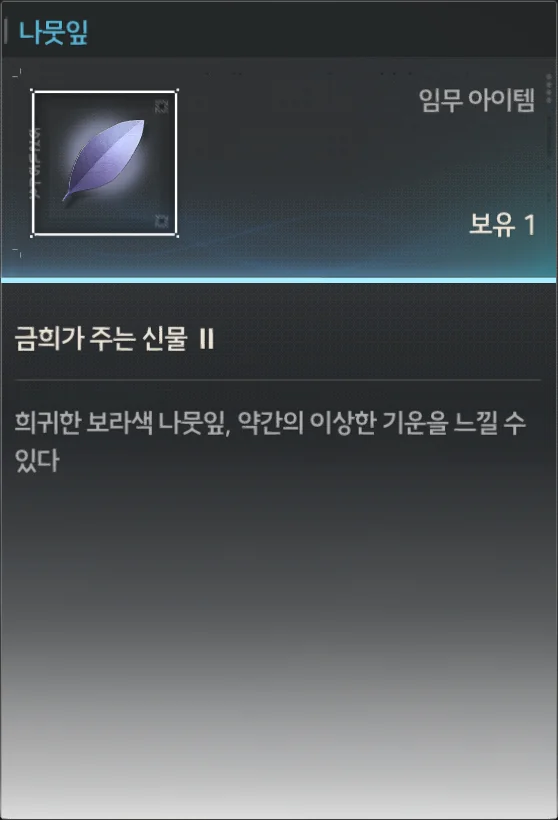 나뭇잎
임무 아이템
보유 1
금희가 주는 신물 II
희귀한 보라색 나뭇잎, 약간의 이상한 기운을 느낄 수
있다